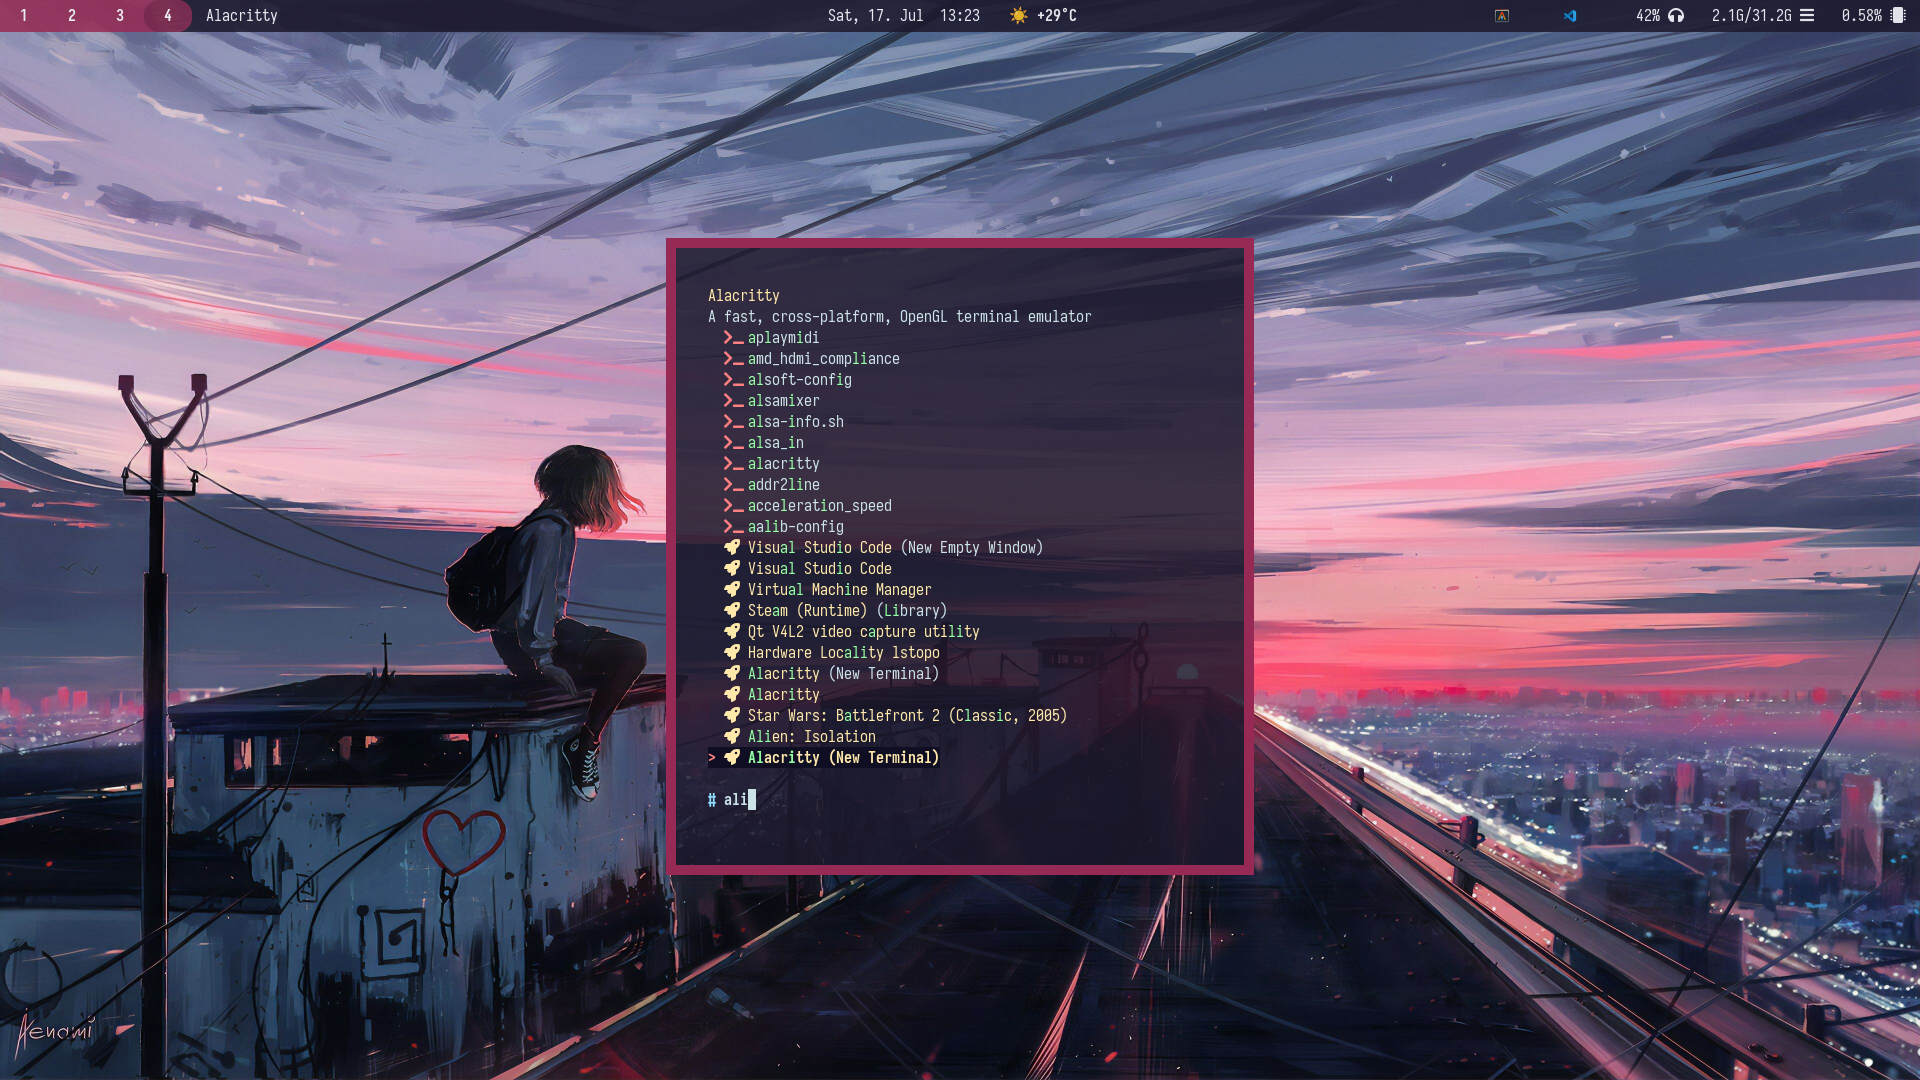 1 2 3 4 Alacritty Sat, 17. Jul 13:23 +29°C 42% 2.1G/31.2G 0.58%
Alacritty
A fast, cross-platform, OpenGL terminal emulator
aplaymidi
amd_hdmi_compliance
alsoft-config
alsamixer
alsa-info.sh
alsa_in
alacritty
addr2line
acceleration_speed
aalib-config
Visual Studio Code (New Empty Window)
Visual Studio Code
Virtual Machine Manager
Steam (Runtime) (Library)
Qt V4L2 video capture utility
Hardware Locality lstopo
Alacritty (New Terminal)
Alacritty
Star Wars: Battlefront 2 (Classic, 2005)
Alien: Isolation
> Alacritty (New Terminal)
# ali
Aenami